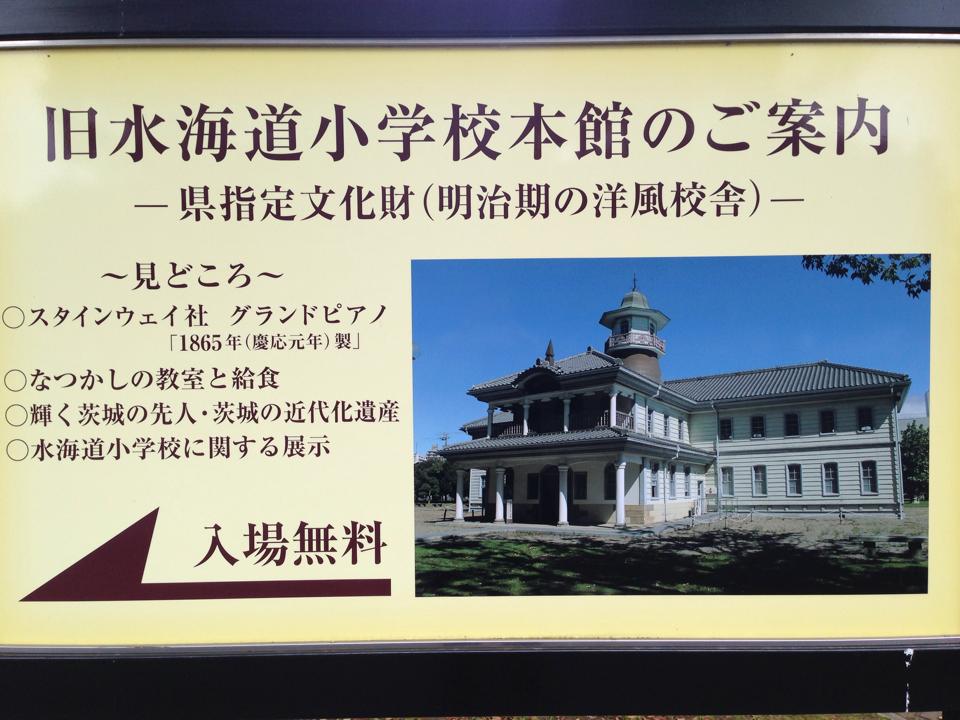 旧水海道小学校本館のご案内
―県指定文化財(明治期の洋風校舎)―
～見どころ～
○スタインウェイ社 グランドピアノ
「1865年(慶応元年)製」
○なつかしの教室と給食
○輝く茨城の先人・茨城の近代化遺産
○水海道小学校に関する展示
入場無料